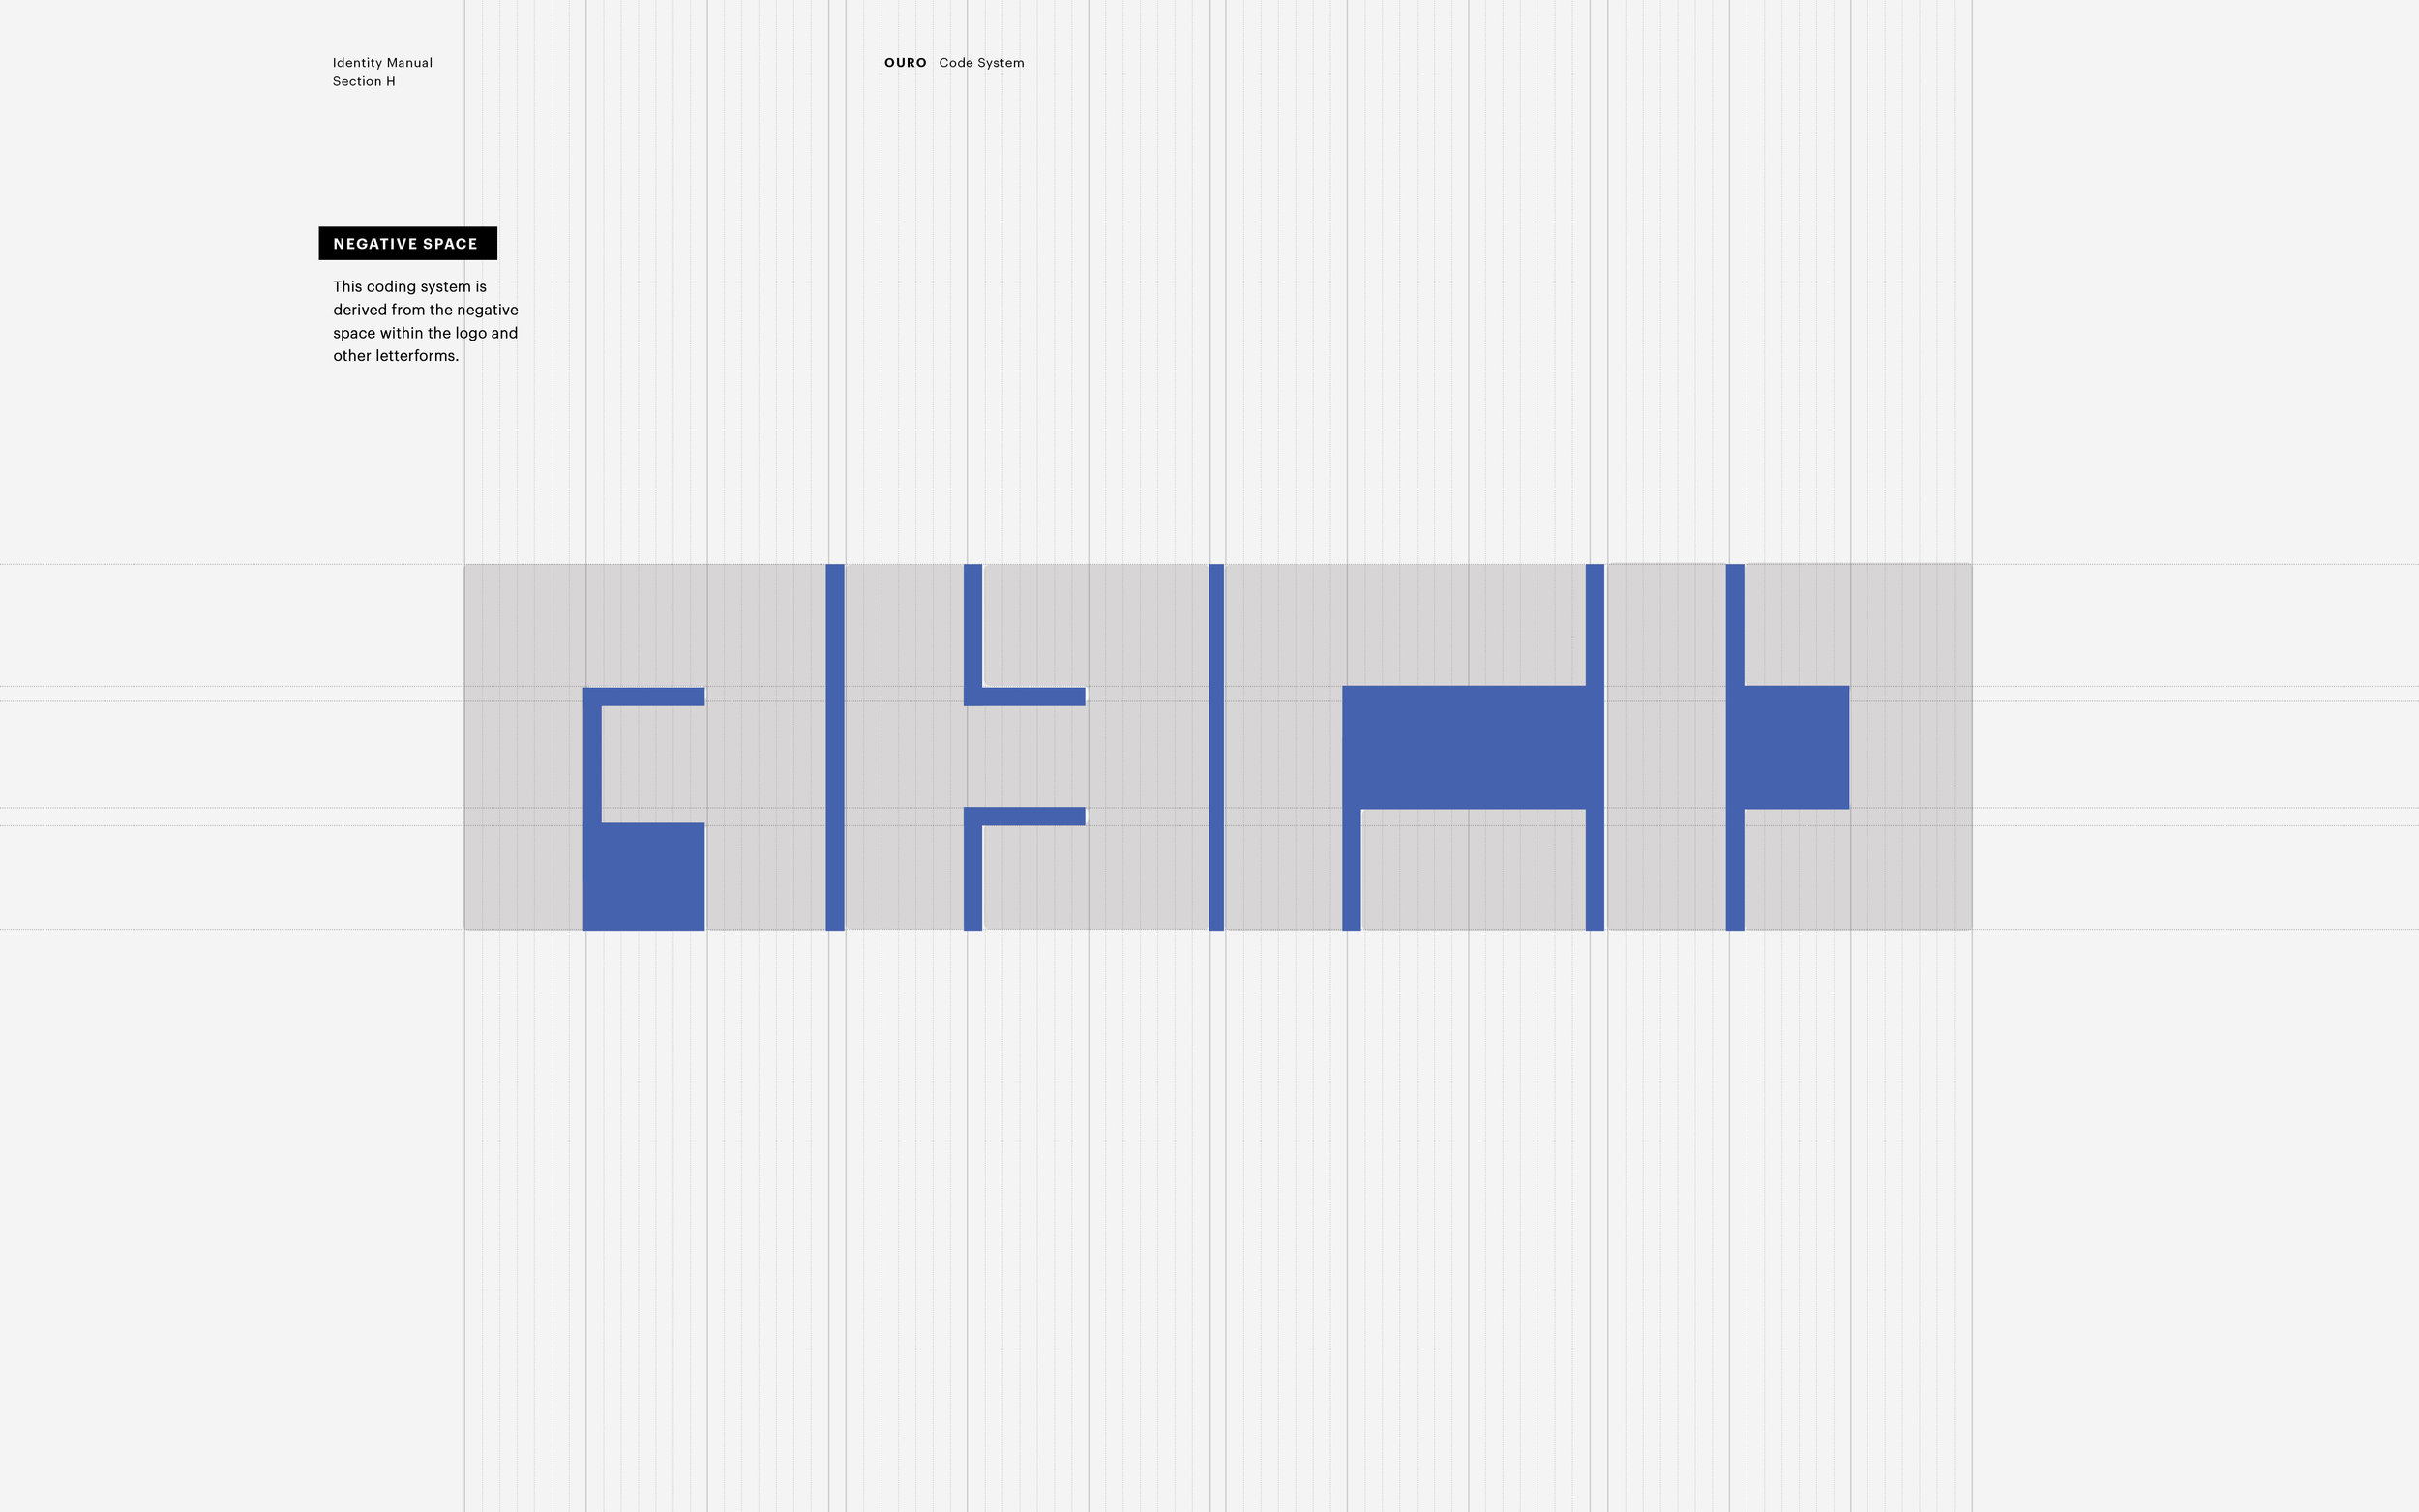 Identity Manual
Section H
OURO Code System
NEGATIVE SPACE
This coding system is
derived from the negative
space within the logo and
other letterforms.